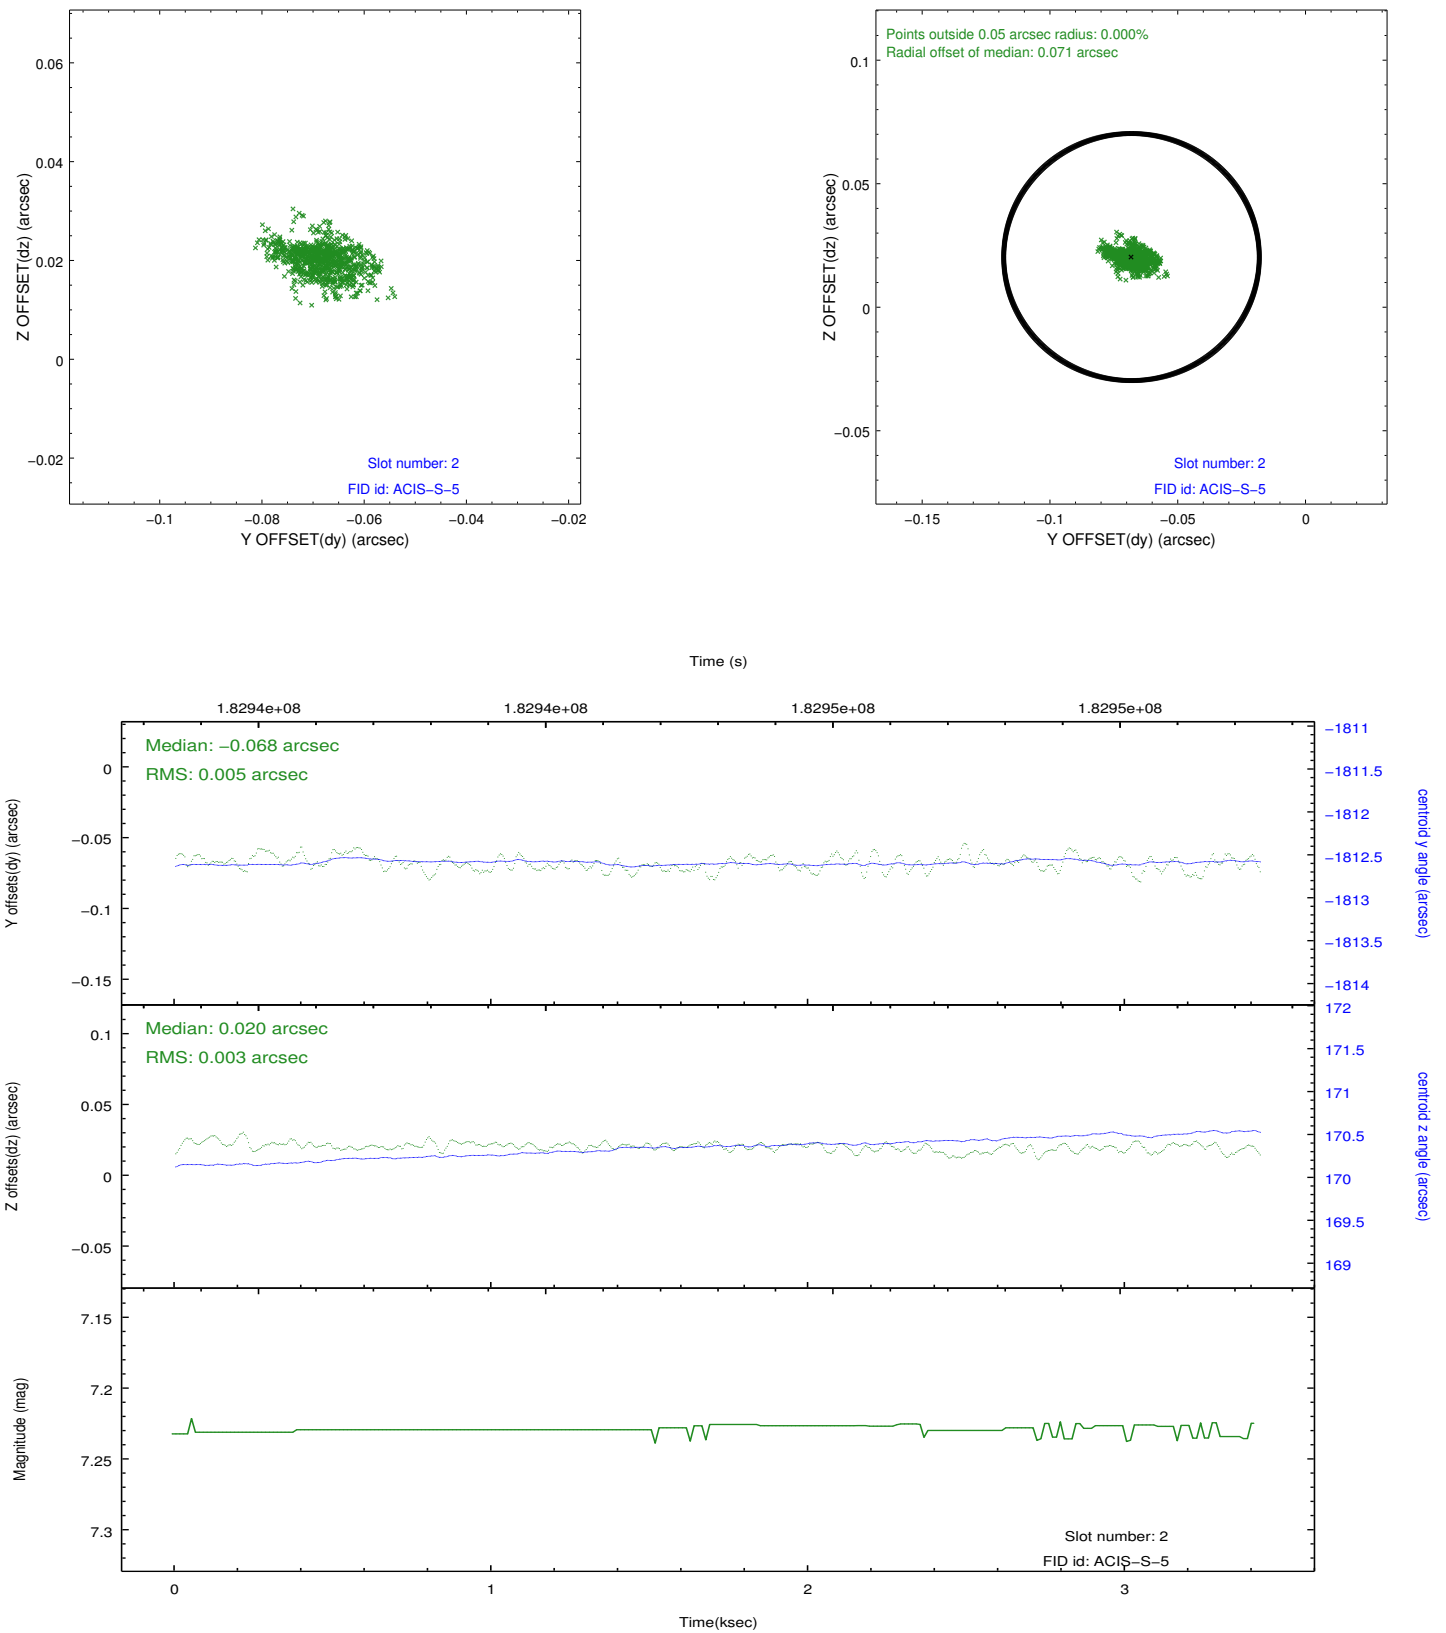 0.06
0.04
0.02
0
−0.02
Z OFFSET(dz) (arcsec)
Slot number: 2
FID id: ACIS−S−5
−0.1
−0.08
−0.06
−0.04
−0.02
Y OFFSET(dy) (arcsec)
Points outside 0.05 arcsec radius: 0.000%
Radial offset of median: 0.071 arcsec
0.1
0.05
0
−0.05
Z OFFSET(dz) (arcsec)
Slot number: 2
FID id: ACIS−S−5
−0.15
−0.1
−0.05
0
Y OFFSET(dy) (arcsec)
Time (s)
1.8294e+08
1.8294e+08
1.8295e+08
1.8295e+08
Median: −0.068 arcsec
RMS: 0.005 arcsec
0
−0.05
−0.1
−0.15
Y offsets(dy) (arcsec)
−1811
−1811.5
−1812
−1812.5
−1813
−1813.5
−1814
centroid y angle (arcsec)
Median: 0.020 arcsec
RMS: 0.003 arcsec
0.1
0.05
0
−0.05
Z offsets(dz) (arcsec)
172
171.5
171
170.5
170
169.5
169
centroid z angle (arcsec)
7.15
7.2
7.25
7.3
Magnitude (mag)
Slot number: 2
FID id: ACIS−S−5
0
1
2
3
Time(ksec)